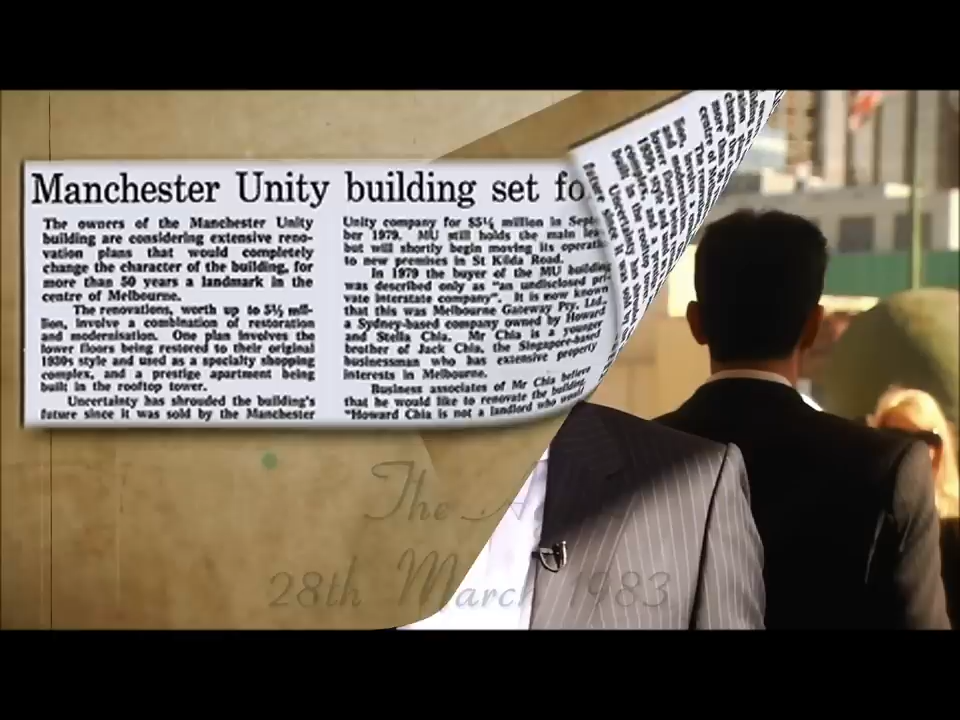 Manchester Unity building set fo
The owners of the Manchester Unity
building are considering extensive reno-
vation plans that would completely
change the character of the building, for
more than 50 years a landmark in the
centre of Melbourne.
The renovations, worth up to $5½ mil-
lion, involve a combination of restoration
and modernisation. One plan involves the
lower floors being restored to their original
1930s style and used as a specialty shopping
complex, and a prestige apartment being
built in the rooftop tower.
Uncertainty has shrouded the building's
future since it was sold by the Manchester
Unity company for $5¼ million in Sept-
ber 1979. MU still holds the main lea
but will shortly begin moving its operati
to new premises in St Kilda Road.
In 1979 the buyer of the MU building
was described only as "an undisclosed pri-
vate interstate company". It is now known
that this was Melbourne Gateway Pty. Ltd.,
a Sydney-based company owned by Howard
and Stella Chia. Mr Chia is a younger
brother of Jack Chia, the Singapore-based
businessman who has extensive property
interests in Melbourne.
Business associates of Mr Chia believe
that he would like to renovate the building.
"Howard Chia is not a landlord who would
The A
28th March 1983